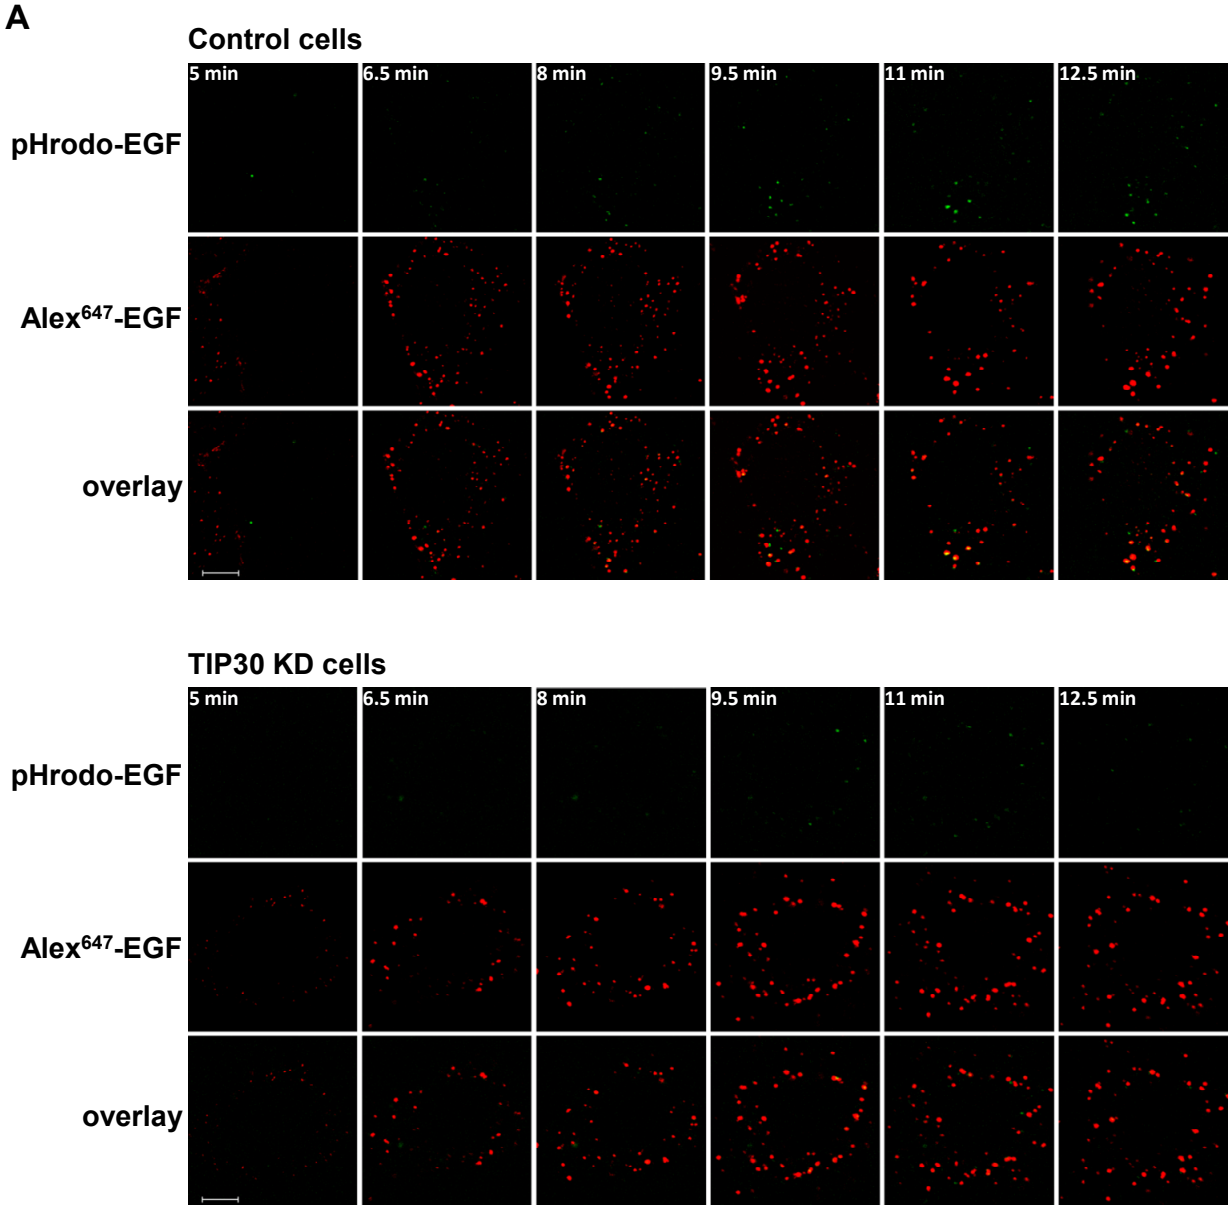 A
Control cells
5 min 6.5 min 8 min 9.5 min 11 min 12.5 min
pHrodo-EGF
Alex⁶⁴⁷-EGF
overlay
TIP30 KD cells
5 min 6.5 min 8 min 9.5 min 11 min 12.5 min
pHrodo-EGF
Alex⁶⁴⁷-EGF
overlay